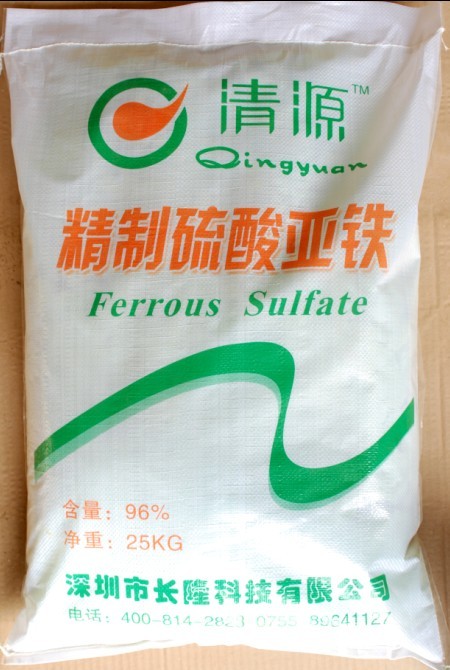 清源™
Qingyuan
精制硫酸亚铁
Ferrous Sulfate
含量：96%
净重：25KG
深圳市长隆科技有限公司
电话：400-814-2823 0755